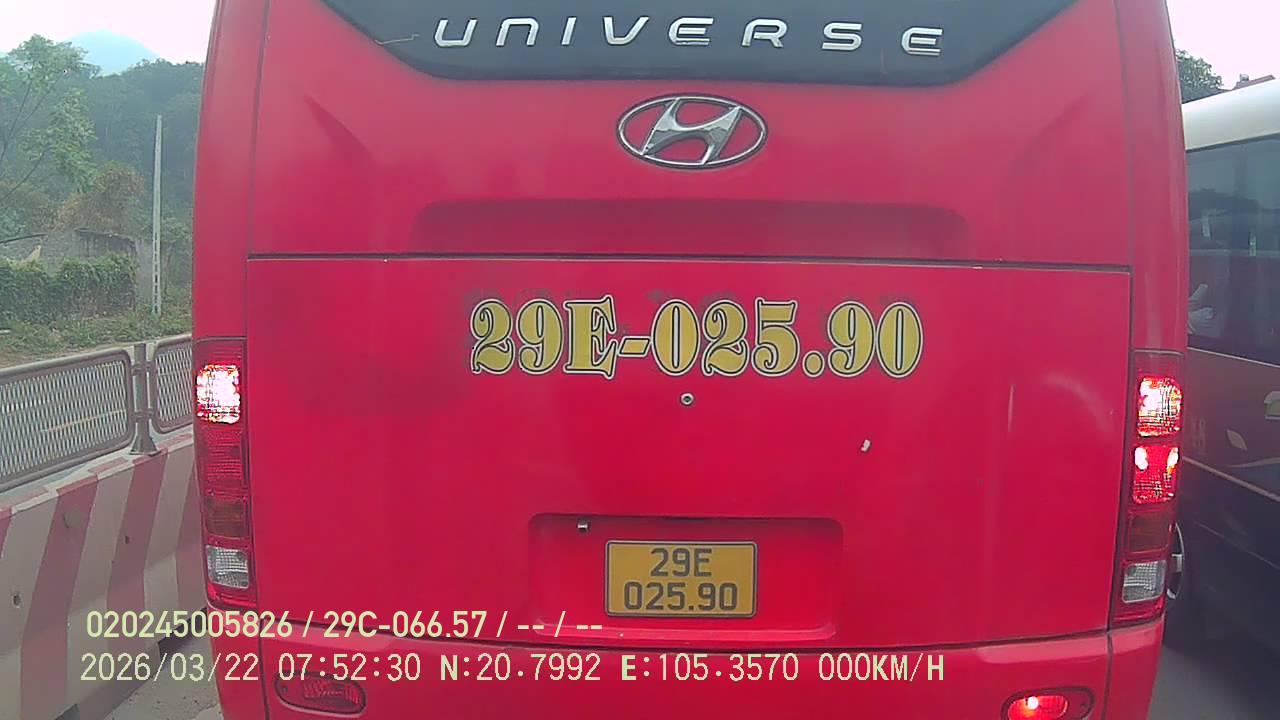 UNIVERSE
29E-025.90
29E
025.90
020245005826 / 29C-066.57 / -- / --
2026/03/22 07:52:30 N:20.7992 E:105.3570 000KM/H